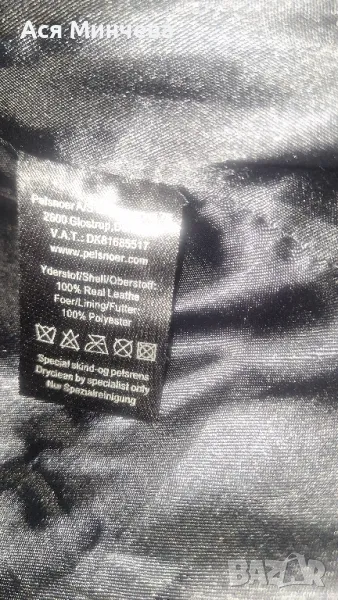 Ася Минчева
Pelsnoer A/S
2600 Glostrup,
V.A.T.: DK81685517
www.pelsnoer.com
Yderstof/Shell/Oberstoff:
100% Real Leathe
Foer/Lining/Futter:
100% Polyester
Special skind-og pelsrens
Dryclean by specialist only
Nur Spezialreinigung
BAZAR